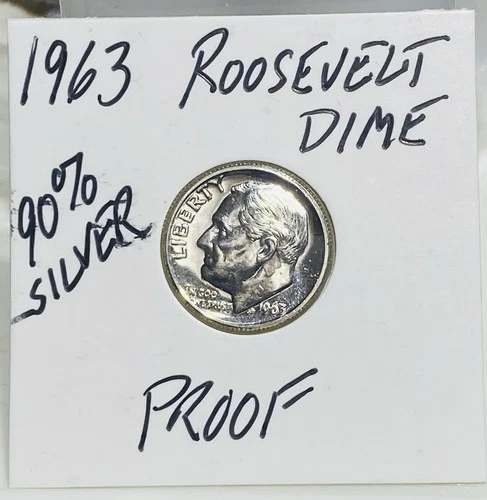 1963 ROOSEVELT
DIME
90%
SILVER
LIBERTY
IN GOD
WE TRUST
1963
PROOF